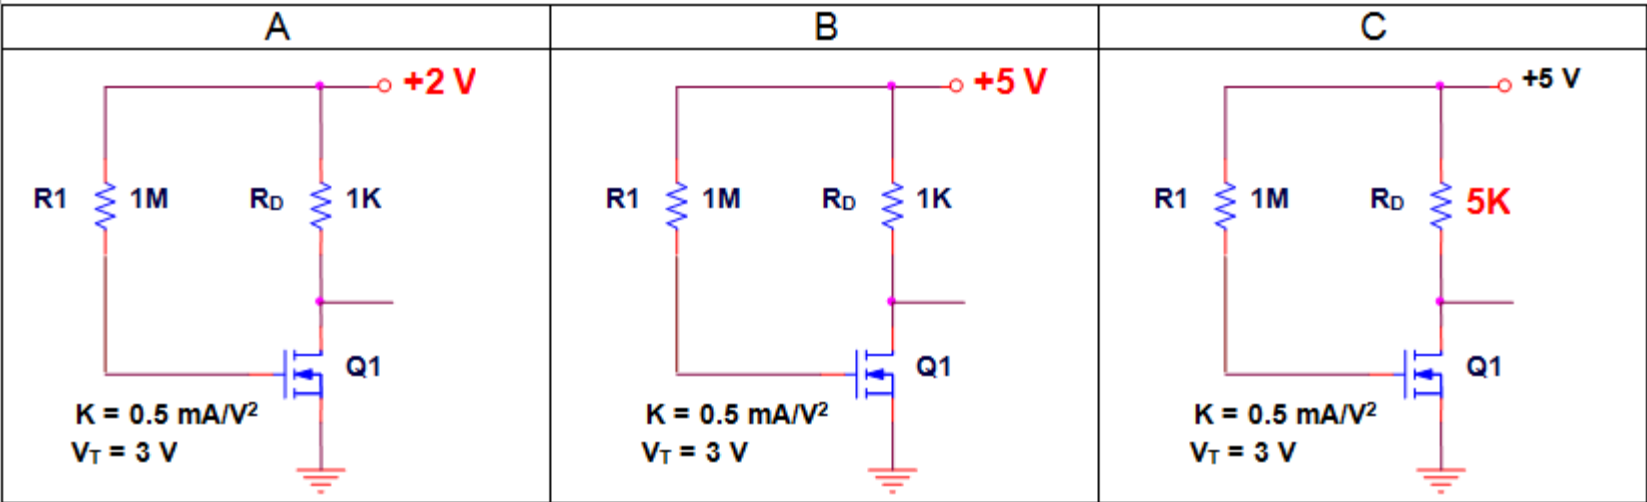 A
B
C
+2 V
R1 1M RD 1K
Q1
K = 0.5 mA/V²
VT = 3 V
+5 V
R1 1M RD 1K
Q1
K = 0.5 mA/V²
VT = 3 V
+5 V
R1 1M RD 5K
Q1
K = 0.5 mA/V²
VT = 3 V